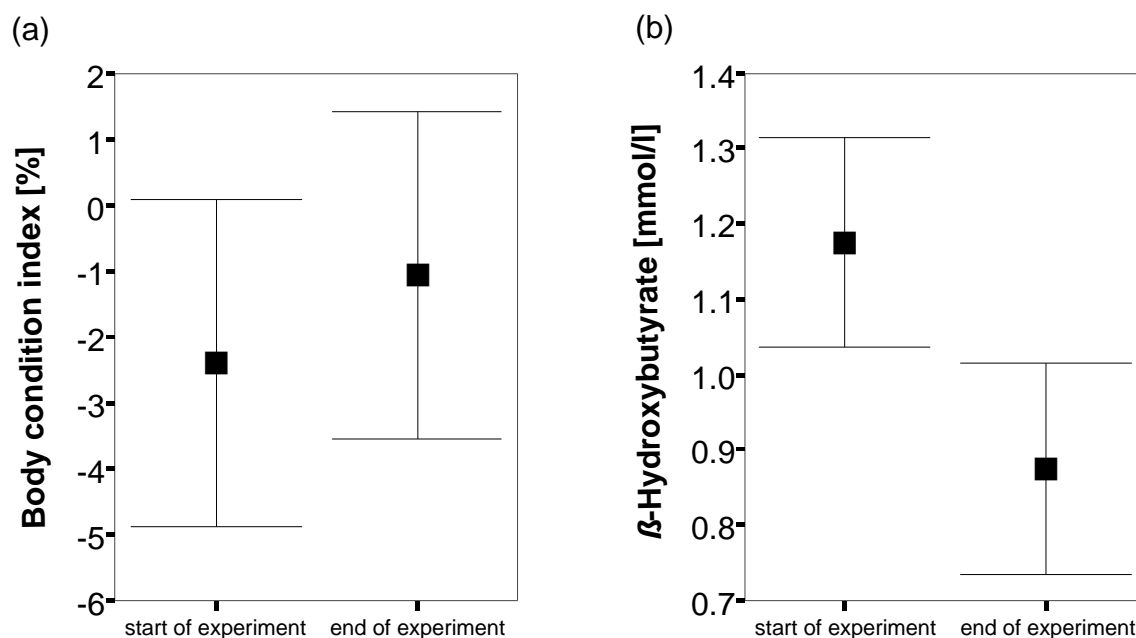 (a)
Body condition index [%]
2
1
0
-1
-2
-3
-4
-5
-6
start of experiment
end of experiment
(b)
ß-Hydroxybutyrate [mmol/l]
1.4
1.3
1.2
1.1
1.0
0.9
0.8
0.7
start of experiment
end of experiment